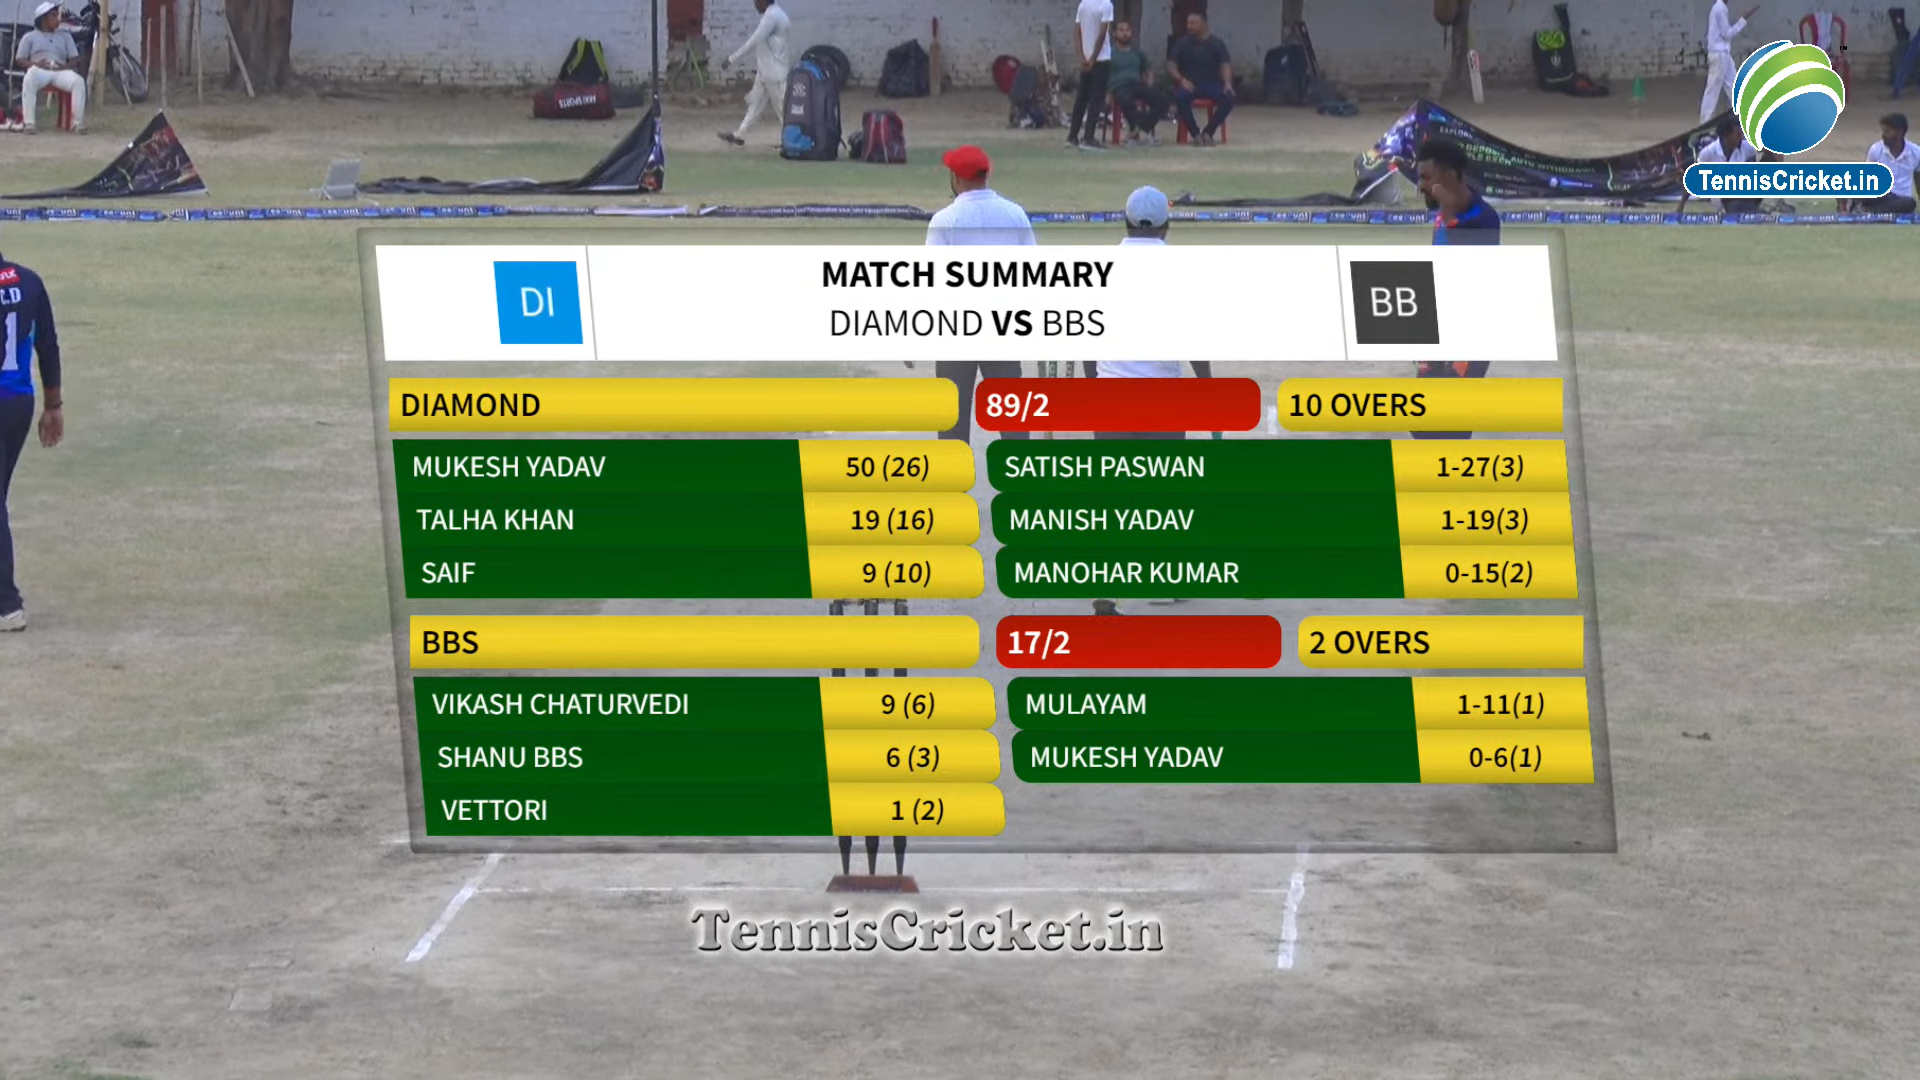 TennisCricket.in
DI
MATCH SUMMARY
DIAMOND VS BBS
BB
DIAMOND 89/2 10 OVERS
MUKESH YADAV 50 (26) SATISH PASWAN 1-27(3)
TALHA KHAN 19 (16) MANISH YADAV 1-19(3)
SAIF 9 (10) MANOHAR KUMAR 0-15(2)
BBS 17/2 2 OVERS
VIKASH CHATURVEDI 9 (6) MULAYAM 1-11(1)
SHANU BBS 6 (3) MUKESH YADAV 0-6(1)
VETTORI 1 (2)
TennisCricket.in